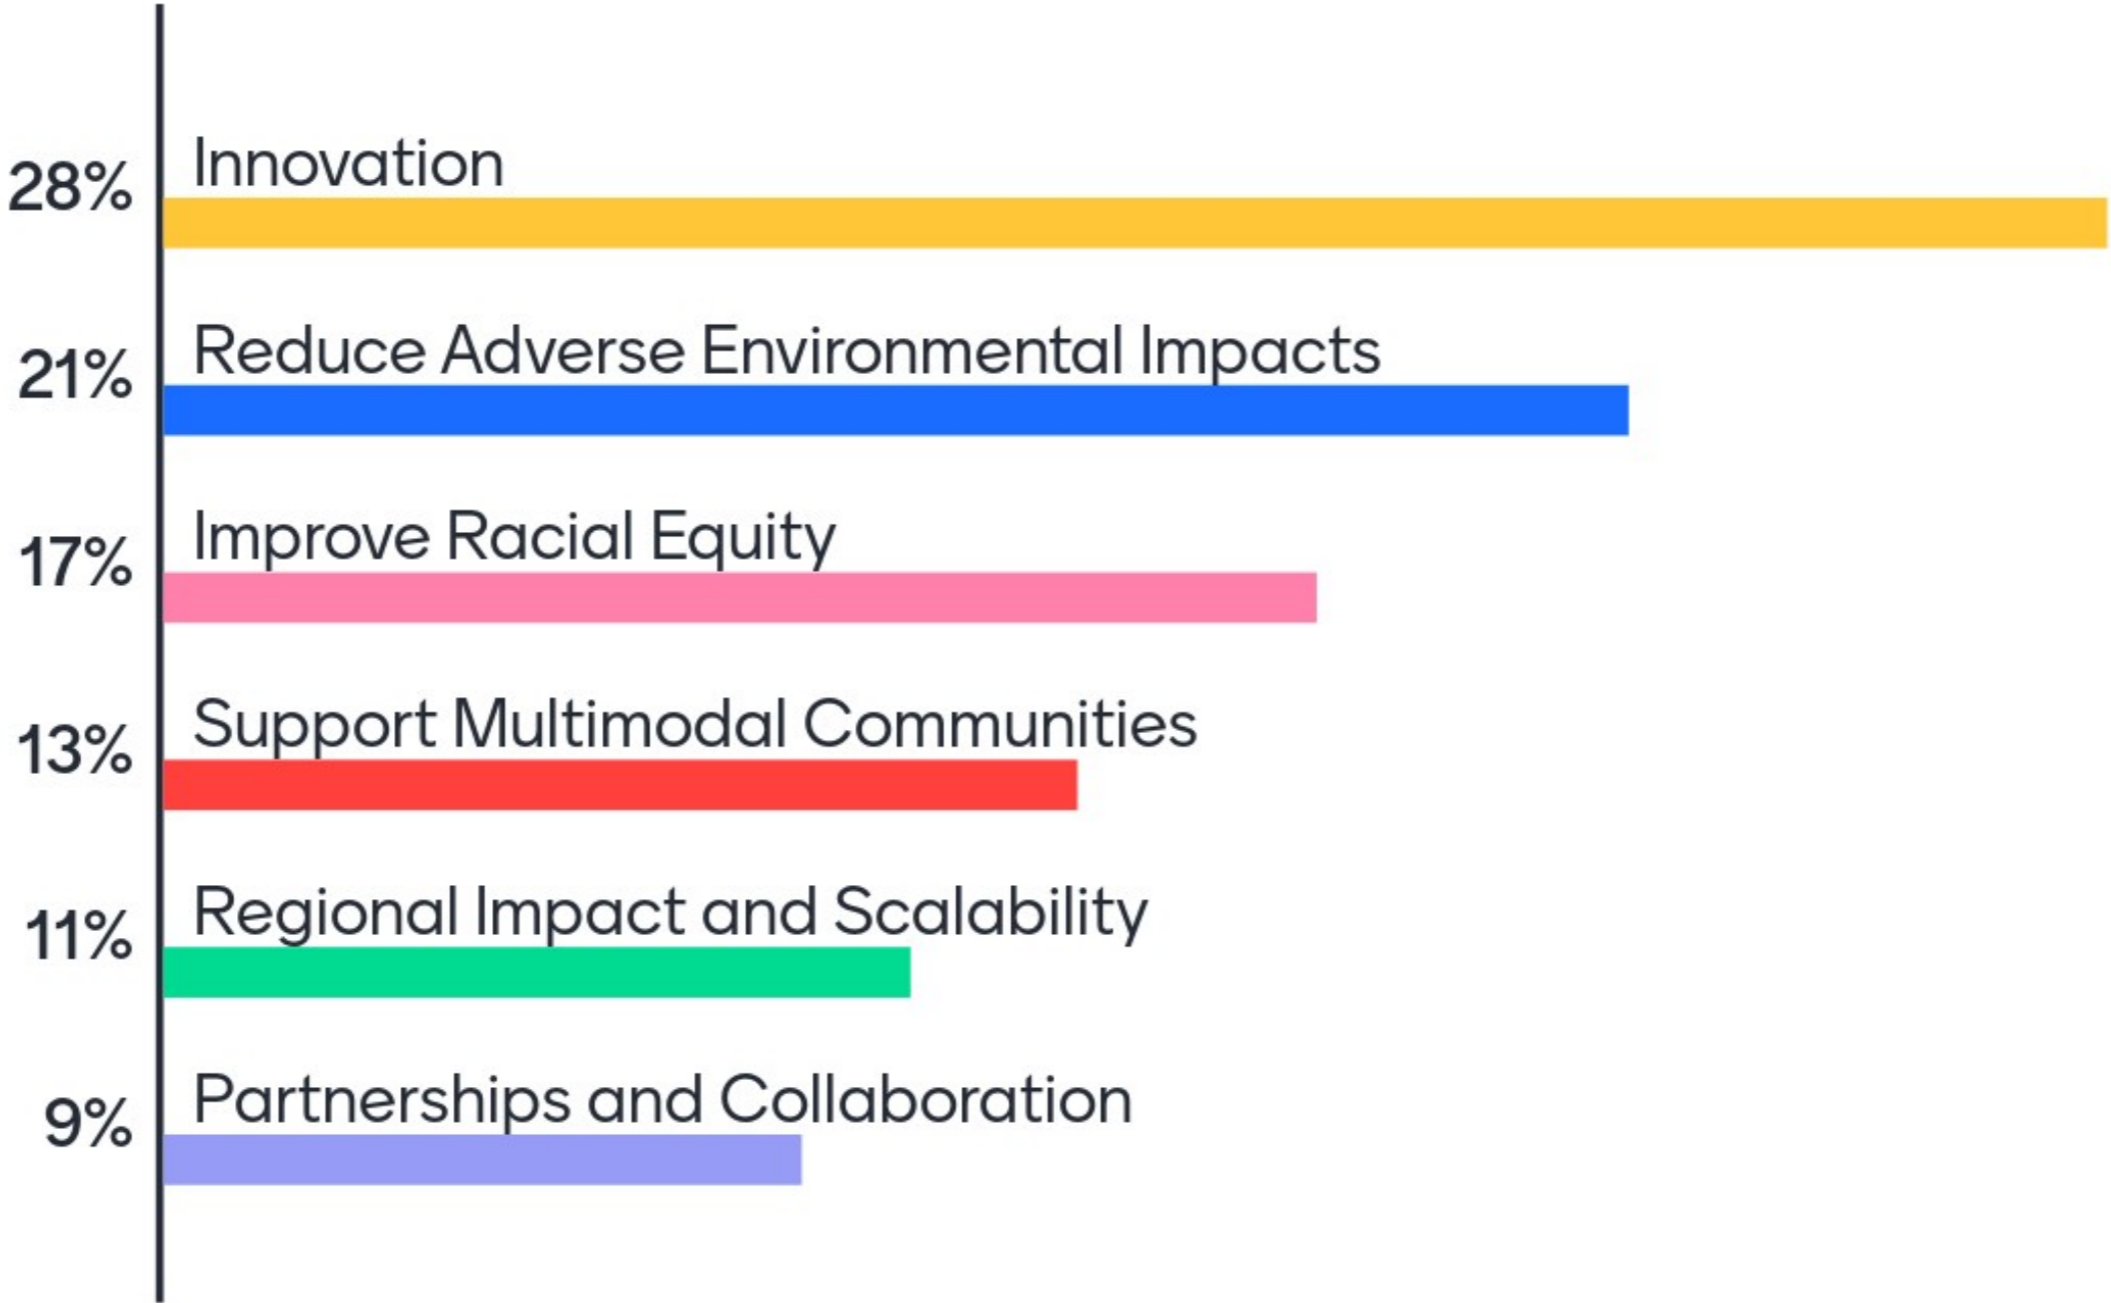 28%
Innovation
21%
Reduce Adverse Environmental Impacts
17%
Improve Racial Equity
13%
Support Multimodal Communities
11%
Regional Impact and Scalability
9%
Partnerships and Collaboration